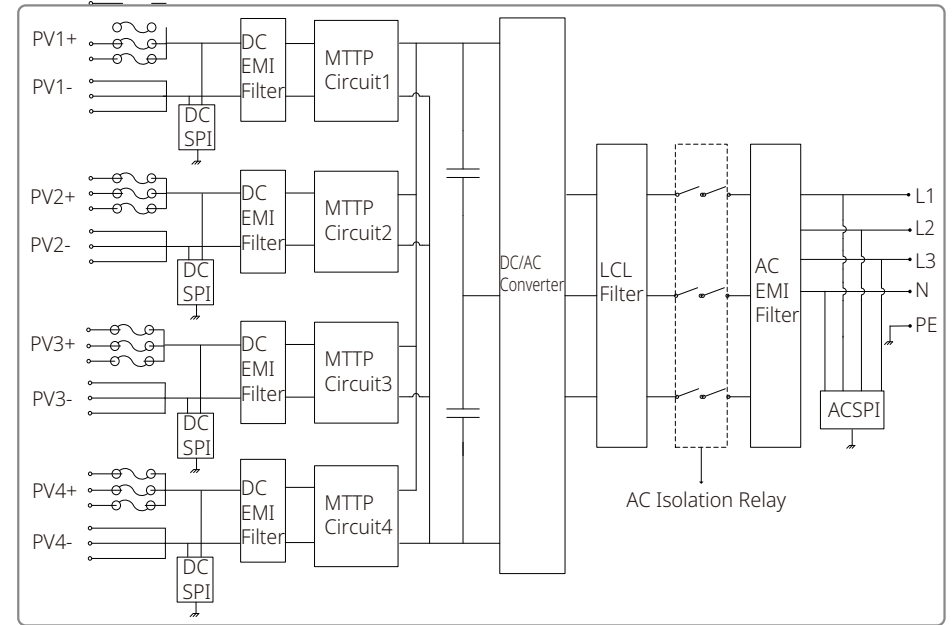 PV1+
PV1-
DC
EMI
Filter
MTTP
Circuit1
DC
SPI
PV2+
PV2-
DC
EMI
Filter
MTTP
Circuit2
DC
SPI
PV3+
PV3-
DC
EMI
Filter
MTTP
Circuit3
DC
SPI
PV4+
PV4-
DC
EMI
Filter
MTTP
Circuit4
DC
SPI
DC/AC
Converter
LCL
Filter
AC Isolation Relay
AC
EMI
Filter
L1
L2
L3
N
PE
ACSPI